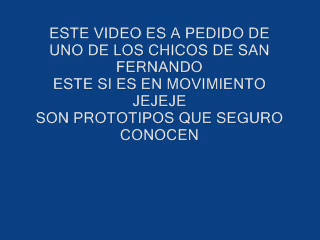 ESTE VIDEO ES A PEDIDO DE
UNO DE LOS CHICOS DE SAN
FERNANDO
ESTE SI ES EN MOVIMIENTO
JEJEJE
SON PROTOTIPOS QUE SEGURO
CONOCEN